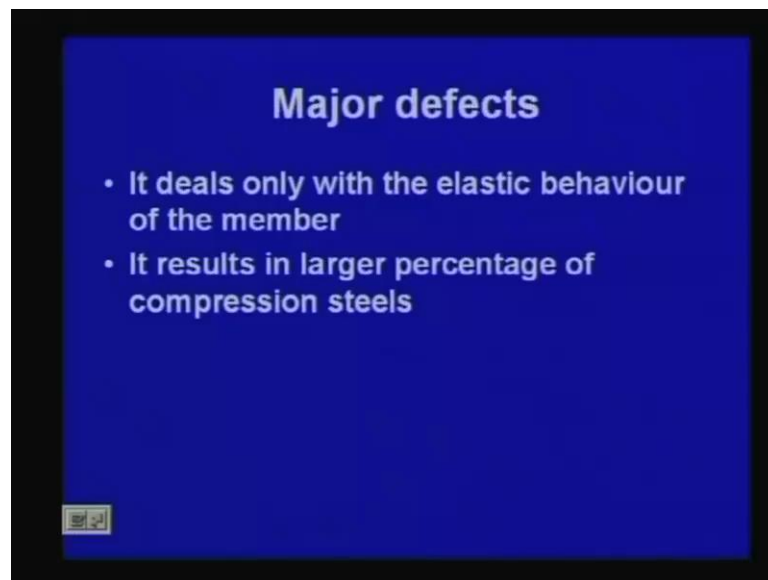 Major defects
• It deals only with the elastic behaviour
of the member
• It results in larger percentage of
compression steels